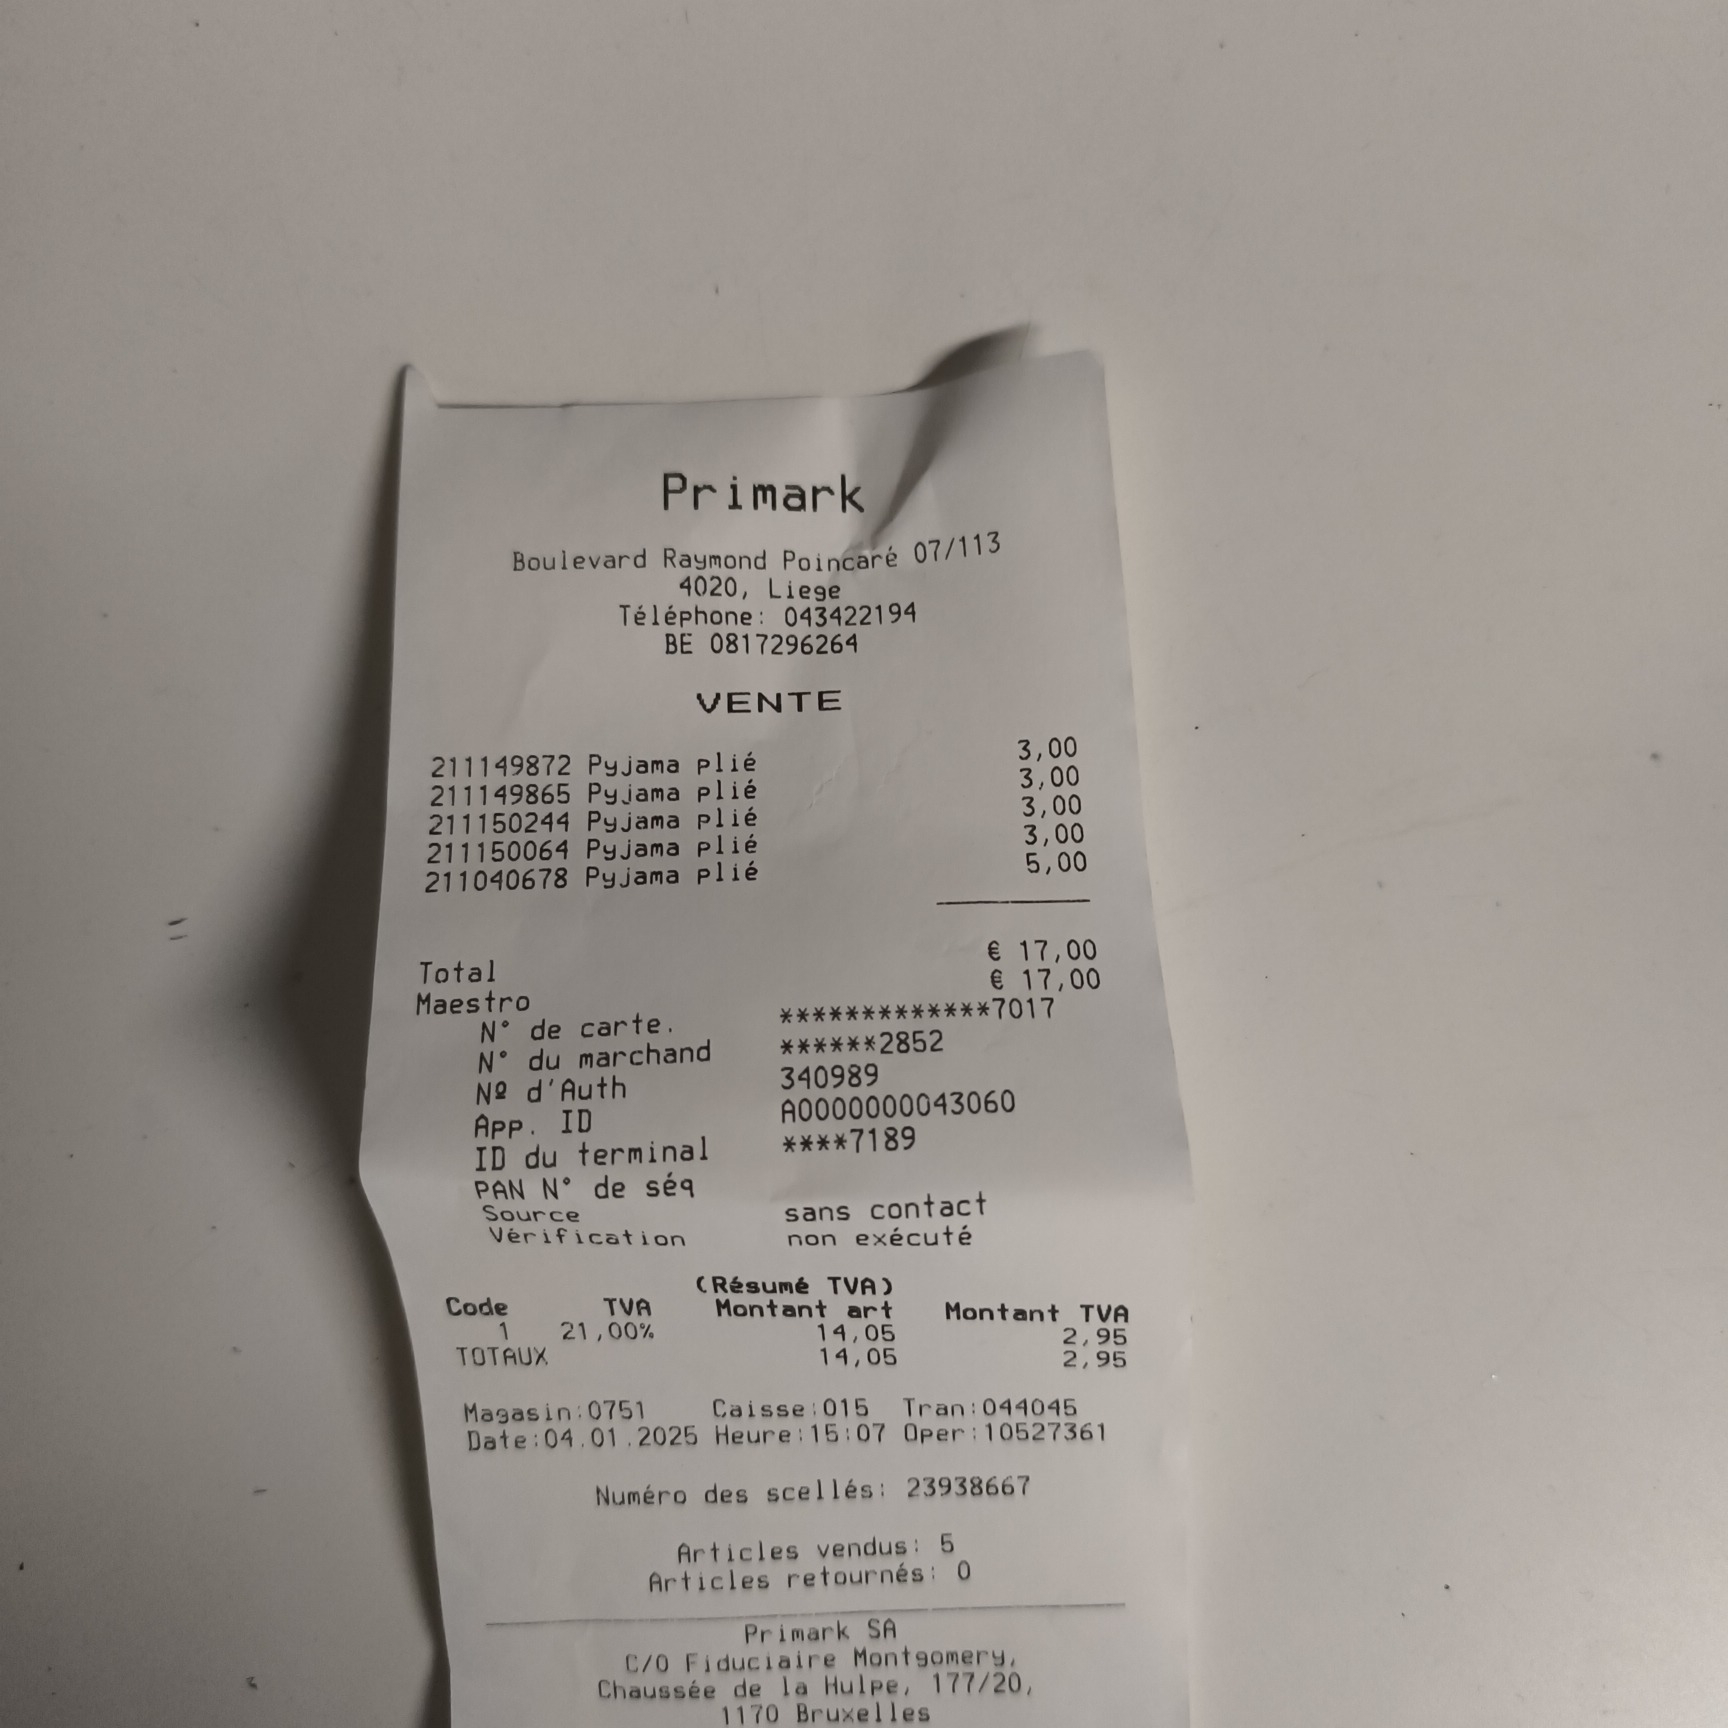 Primark
Boulevard Raymond Poincaré 07/113
4020, Liege
Téléphone: 043422194
BE 0817296264
VENTE
211149872 Pyjama plié 3,00
211149865 Pyjama plié 3,00
211150244 Pyjama plié 3,00
211150064 Pyjama plié 3,00
211040678 Pyjama plié 5,00
Total € 17,00
Maestro € 17,00
N° de carte. *************7017
N° du marchand ******2852
Nº d'Auth 340989
App. ID A0000000043060
ID du terminal ****7189
PAN N° de séq
Source sans contact
Vérification non exécuté
(Résumé TVA)
Code TVA Montant art Montant TVA
1 21,00% 14,05 2,95
TOTAUX 14,05 2,95
Magasin:0751 Caisse:015 Tran:044045
Date:04.01.2025 Heure:15:07 Oper:10527361
Numéro des scellés: 23938667
Articles vendus: 5
Articles retournés: 0
Primark SA
C/O Fiduciaire Montgomery,
Chaussée de la Hulpe, 177/20,
1170 Bruxelles